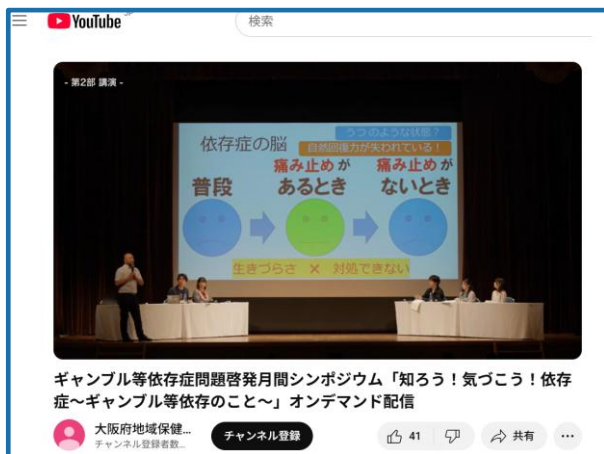 YouTube
JP
検索
- 第2部 講演 -
うつのような状態？
依存症の脳
自然回復力が失われている！
痛み止めが
痛み止めが
普段
あるとき
ないとき
生きづらさ × 対処できない
ギャンブル等依存症問題啓発月間シンポジウム「知ろう！気づこう！依存
症～ギャンブル等依存のこと～」オンデマンド配信
大阪府地域保健...
チャンネル登録者数...
チャンネル登録
41
共有